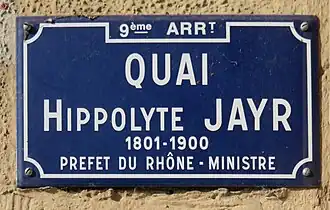 9ème ARRT
QUAI
HIPPOLYTE JAYR
1801-1900
PREFET DU RHÔNE - MINISTRE